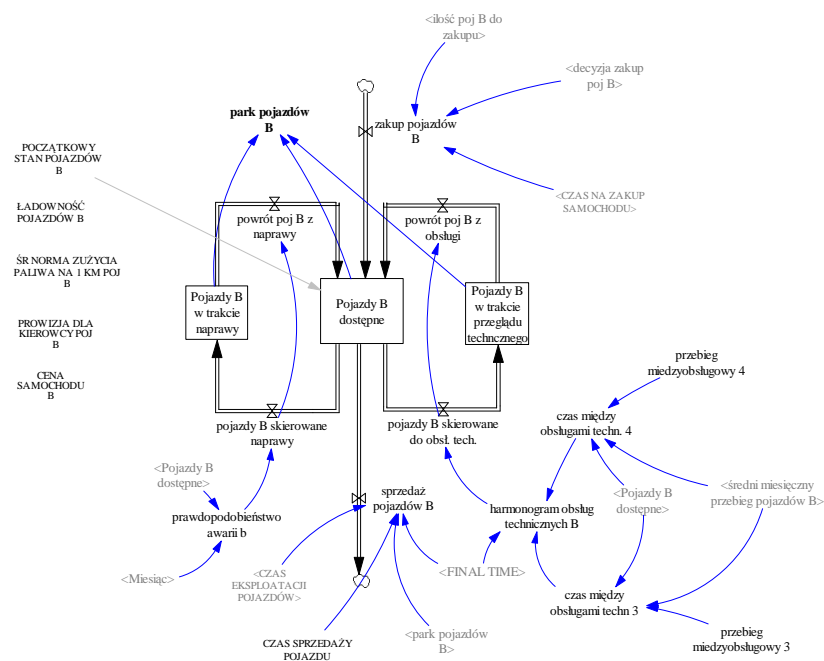 <ilość poj B do
zakupu>
<decyzja zakup
poj B>
park pojazdów
B
zakup pojazdów
B
POCZĄTKOWY
STAN POJAZDÓW
B
<CZAS NA ZAKUP
SAMOCHODU>
ŁADOWNOŚĆ
POJAZDÓW B
powrót poj B z
naprawy
powrót poj B z
obsługi
ŚR NORMA ZUŻYCIA
PALIWA NA 1 KM POJ
B
Pojazdy B
w trakcie
naprawy
Pojazdy B
dostępne
Pojazdy B
w trakcie
przeglądu
techncznego
PROWIZJA DLA
KIEROWCY POJ
B
CENA
SAMOCHODU
B
przebieg
miedzyobsługowy 4
pojazdy B skierowane
naprawy
pojazdy B skierowane
do obsł. tech.
czas między
obsługami techn. 4
<Pojazdy B
dostępne>
sprzedaż
pojazdów B
<Pojazdy B
dostępne>
<średni miesięczny
przebieg pojazdów B>
prawdopodobieństwo
awarii b
harmonogram obsług
technicznych B
<Miesiąc>
<CZAS
EKSPLOATACJI
POJAZDÓW>
<FINAL TIME>
czas między
obsługami techn 3
CZAS SPRZEDAŻY
POJAZDU
<park pojazdów
B>
przebieg
miedzyobsługowy 3